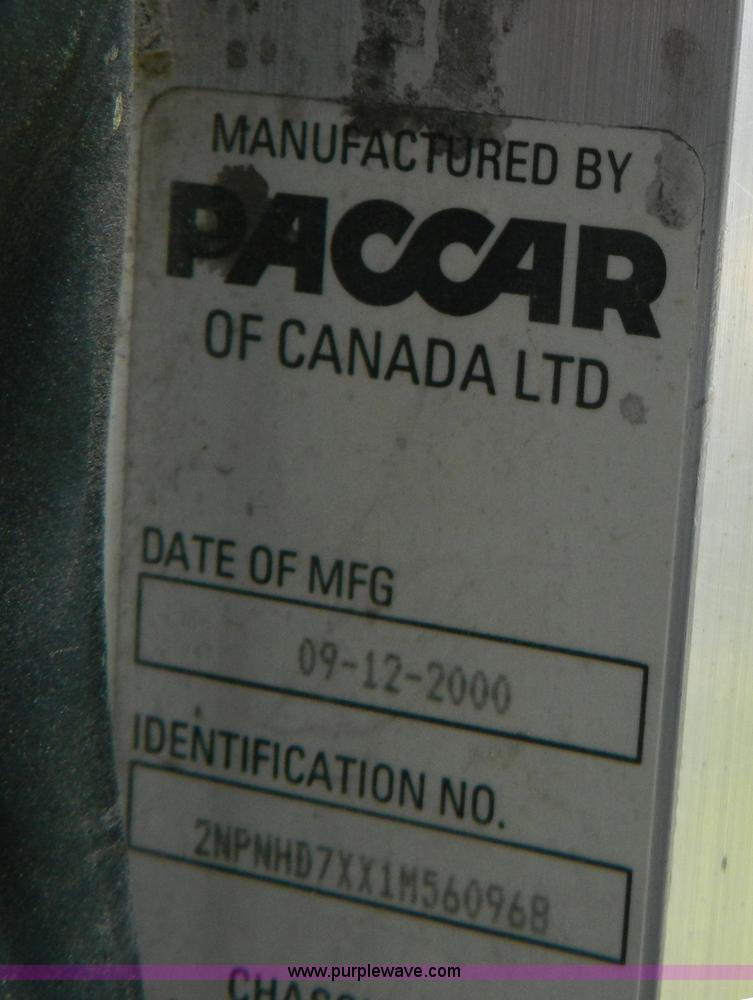 MANUFACTURED BY
PACCAR
OF CANADA LTD
DATE OF MFG
09-12-2000
IDENTIFICATION NO.
2NPNHD7XX1M560968
www.purplewave.com